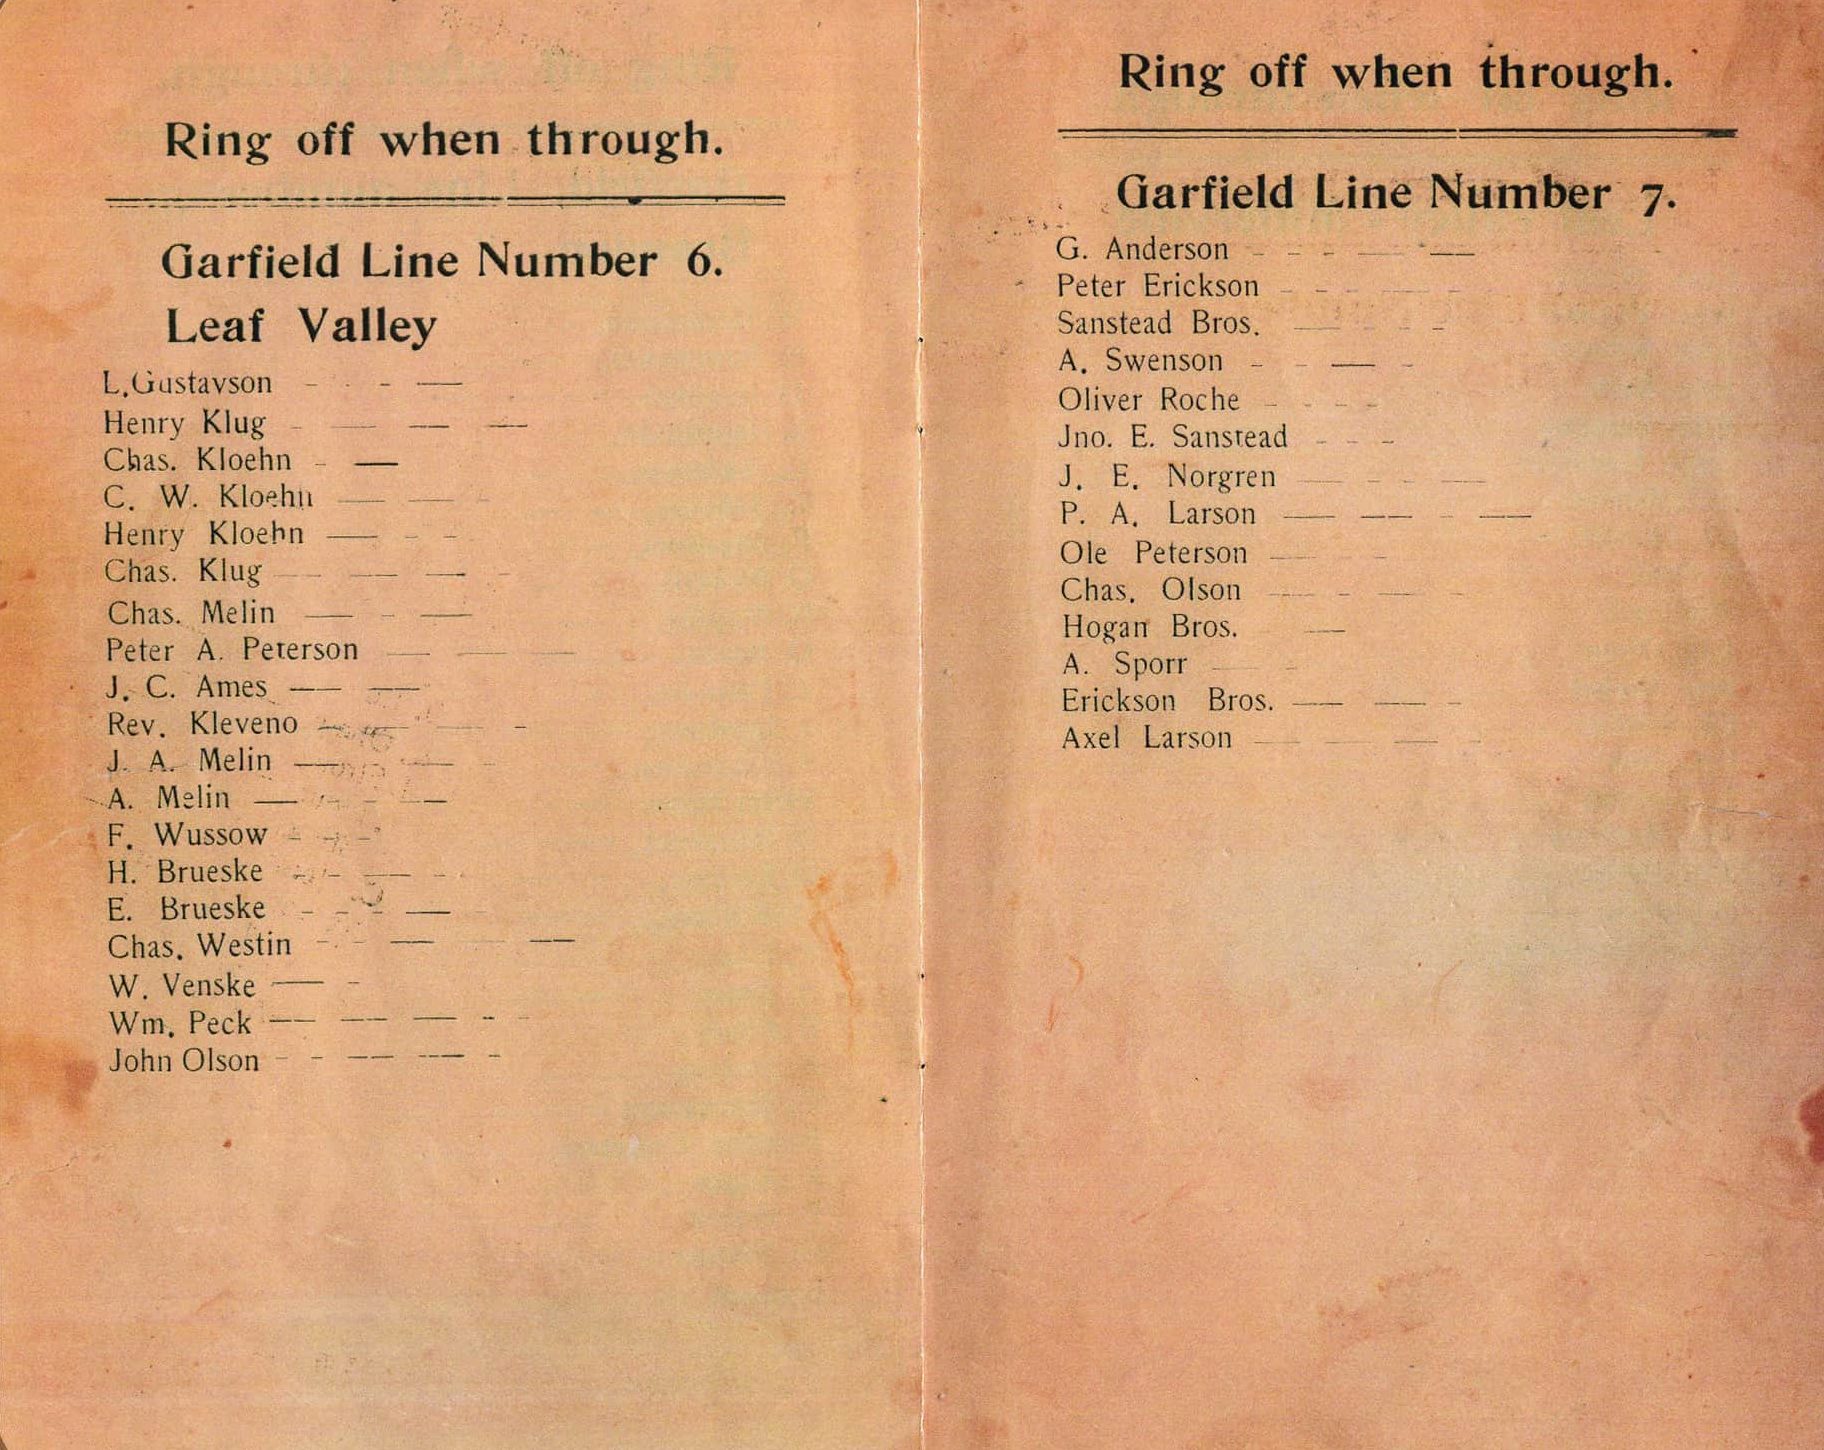 Ring off when through.
Garfield Line Number 6.
Leaf Valley
L. Gustavson - - - —
Henry Klug - — — —
Chas. Kloehn - —
C. W. Kloehn — — -
Henry Kloehn — - -
Chas. Klug — — — -
Chas. Melin — - —
Peter A. Peterson — — —
J. C. Ames — —
Rev. Kleveno — — — -
J. A. Melin — - — -
A. Melin — - - - —
F. Wussow - - -
H. Brueske - - — - -
E. Brueske - - - —
Chas. Westin - - — — —
W. Venske — -
Wm. Peck — — — - -
John Olson - - — — -
Ring off when through.
Garfield Line Number 7.
G. Anderson - - - — —
Peter Erickson - - - — — -
Sanstead Bros. — - - - -
A. Swenson - - — -
Oliver Roche - - - -
Jno. E. Sanstead - - -
J. E. Norgren — - - —
P. A. Larson — — - —
Ole Peterson — - -
Chas. Olson — - — -
Hogan Bros. —
A. Sporr — -
Erickson Bros. — — -
Axel Larson — — — -